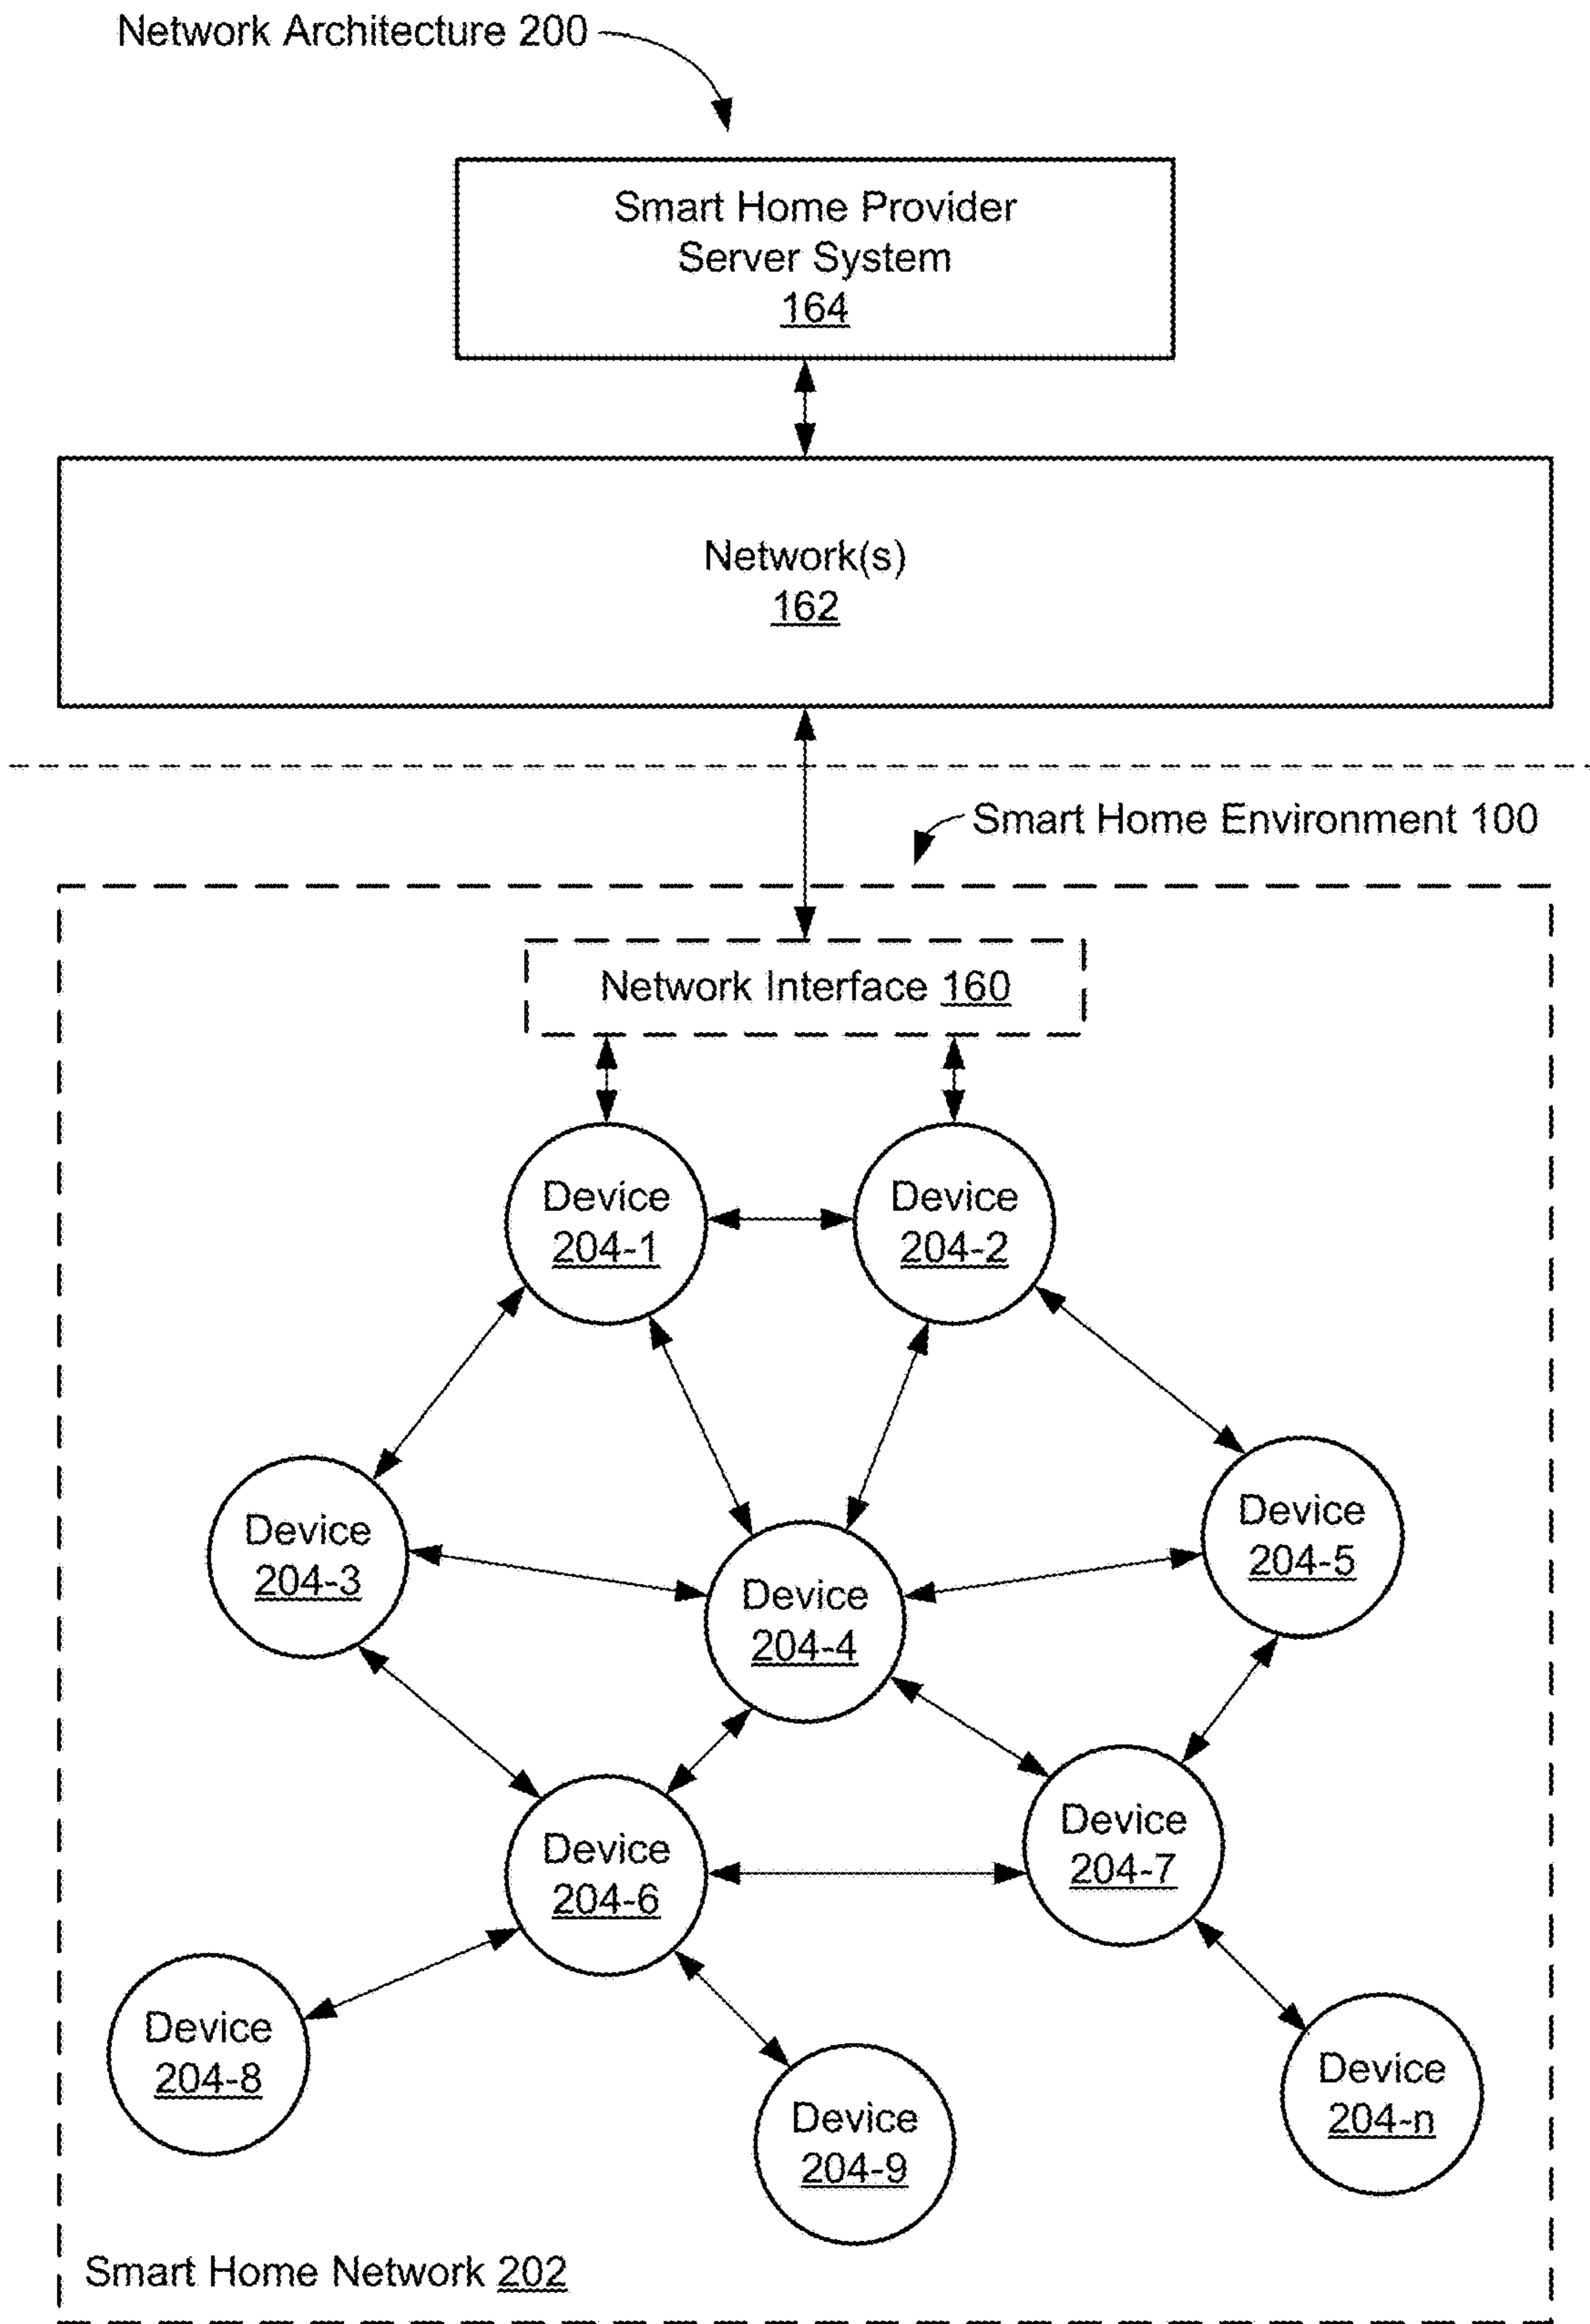 Network Architecture 200
Smart Home Provider
Server System
164
Network(s)
162
Smart Home Environment 100
Network Interface 160
Device
204-1
Device
204-2
Device
204-3
Device
204-4
Device
204-5
Device
204-6
Device
204-7
Device
204-8
Device
204-9
Device
204-n
Smart Home Network 202